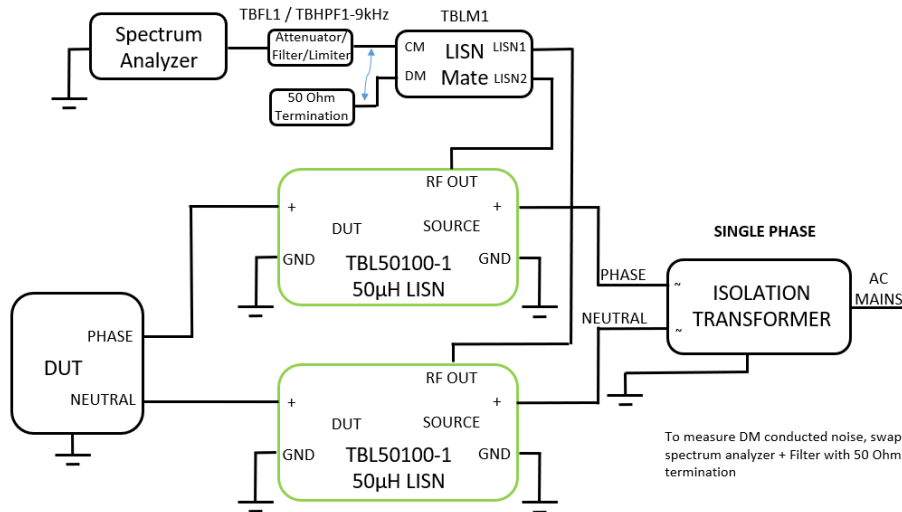 TBFL1 / TBHPF1-9kHz
TBLM1
Spectrum
Analyzer
Attenuator/
Filter/Limiter
CM
DM
LISN
Mate
LISN1
LISN2
50 Ohm
Termination
RF OUT
+
+
DUT
SOURCE
GND
GND
TBL50100-1
50µH LISN
SINGLE PHASE
PHASE
NEUTRAL
~
~
ISOLATION
TRANSFORMER
AC
MAINS
PHASE
DUT
NEUTRAL
RF OUT
+
+
DUT
SOURCE
GND
GND
TBL50100-1
50µH LISN
To measure DM conducted noise, swap
spectrum analyzer + Filter with 50 Ohm
termination